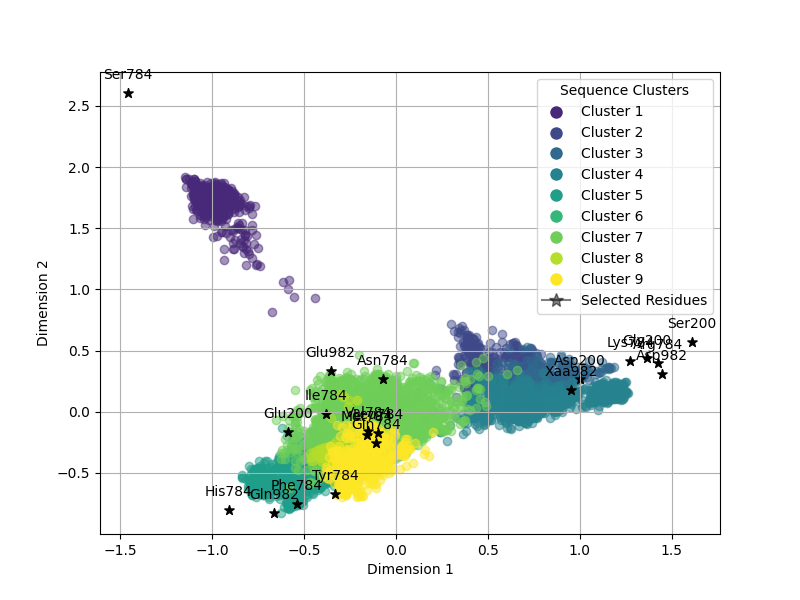 Ser784
Sequence Clusters
Cluster 1
Cluster 2
Cluster 3
Cluster 4
Cluster 5
Cluster 6
Cluster 7
Cluster 8
Cluster 9
Selected Residues
2.5
2.0
1.5
1.0
0.5
0.0
−0.5
Dimension 2
Ser200
Gly200
Asn982
Glu982
Asn784
Asp200
Xaa982
Ile784
Glu200
Val784
Gln784
Tyr784
Phe784
His784
Gln982
−1.5
−1.0
−0.5
0.0
0.5
1.0
1.5
Dimension 1